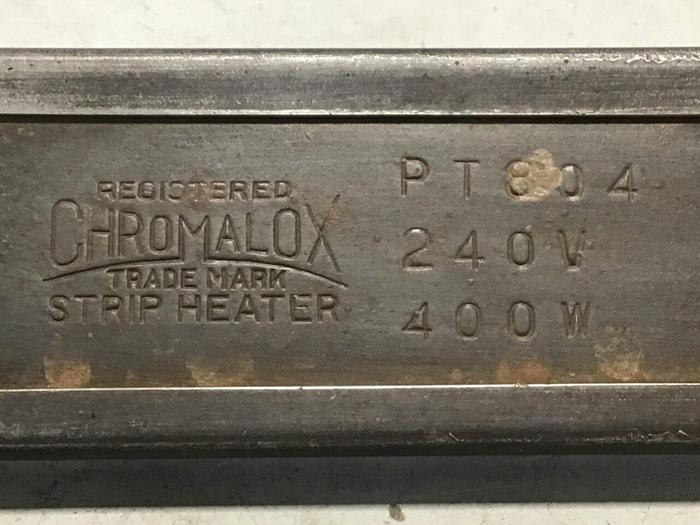 REGISTERED
CHROMALOX
TRADE MARK
STRIP HEATER
PT804
240V
400W